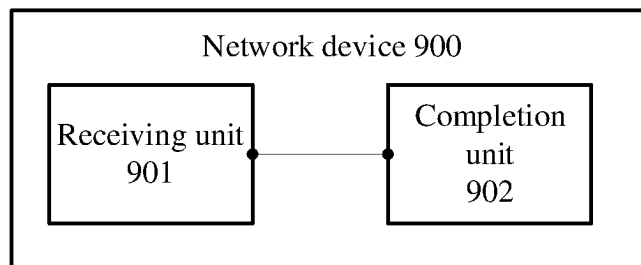 Network device 900
Receiving unit
901
Completion
unit
902